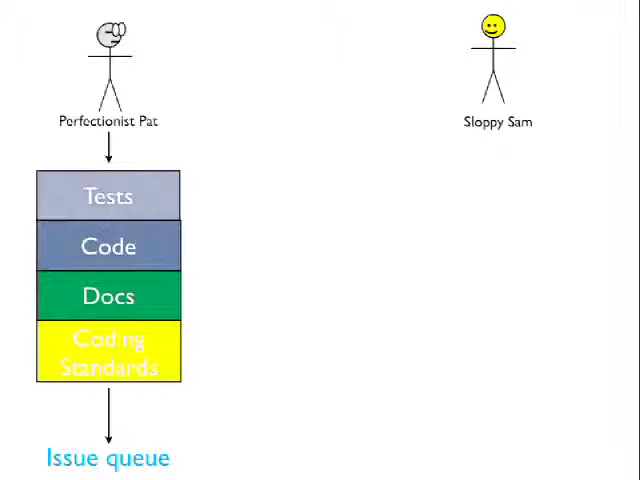 Perfectionist Pat
Sloppy Sam
Tests
Code
Docs
Coding
Standards
Issue queue